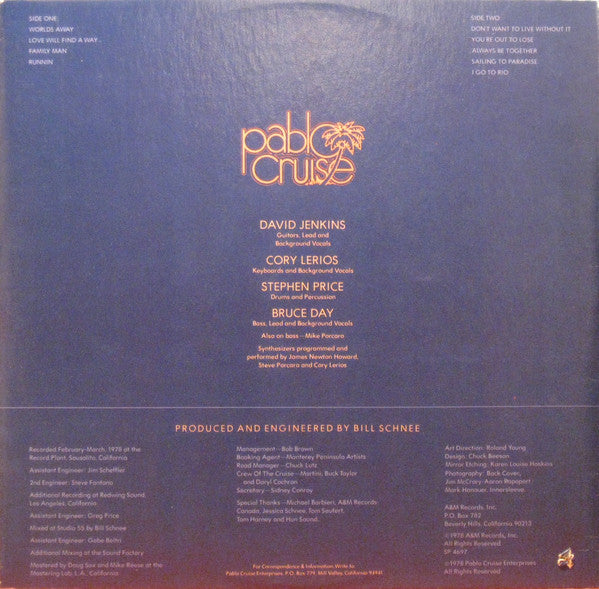 SIDE ONE:
WORLDS AWAY
LOVE WILL FIND A WAY
FAMILY MAN
RUNNIN
SIDE TWO:
DON'T WANT TO LIVE WITHOUT IT
YOU'RE OUT TO LOSE
ALWAYS BE TOGETHER
SAILING TO PARADISE
I GO TO RIO
pablo
cruise
DAVID JENKINS
Guitars, Lead and
Background Vocals
CORY LERIOS
Keyboards and Background Vocals
STEPHEN PRICE
Drums and Percussion
BRUCE DAY
Bass, Lead and Background Vocals
Also on bass – Mike Porcaro
Synthesizers programmed and
performed by James Newton Howard,
Steve Porcaro and Cory Lerios
PRODUCED AND ENGINEERED BY BILL SCHNEE
Recorded February-March, 1978 at the
Record Plant, Sausalito, California
Assistant Engineer: Jim Scheffler
2nd Engineer: Steve Fontano
Additional Recording at Redwing Sound,
Los Angeles, California
Assistant Engineer: Greg Price
Mixed at Studio 55 by Bill Schnee
Assistant Engineer: Gabe Beltri
Additional Mixing at the Sound Factory
Mastered by Doug Sax and Mike Reese at the
Mastering Lab, L.A., California
Management – Bob Brown
Booking Agent – Monterey Peninsula Artists
Road Manager – Chuck Lutz
Crew Of The Cruise – Martini, Buck Taylor
and Daryl Cochran
Secretary – Sidney Conroy
Special Thanks – Michael Barbieri, A&M Records
Canada, Jessica Schnee, Tom Seufert,
Tom Harney and Hun Sound.
For Correspondence & Information, Write to:
Pablo Cruise Enterprises, P.O. Box 779, Mill Valley, California 94941
Art Direction: Roland Young
Design: Chuck Beeson
Mirror Etching: Karen Louise Hoskins
Photography: Back Cover,
Jim McCrary-Aaron Rapoport
Mark Hanauer, Innersleeve.
A&M Records, Inc.
P.O. Box 782
Beverly Hills, California 90213
©1978 A&M Records, Inc.
All Rights Reserved
SP 4697
℗1978 Pablo Cruise Enterprises
All Rights Reserved